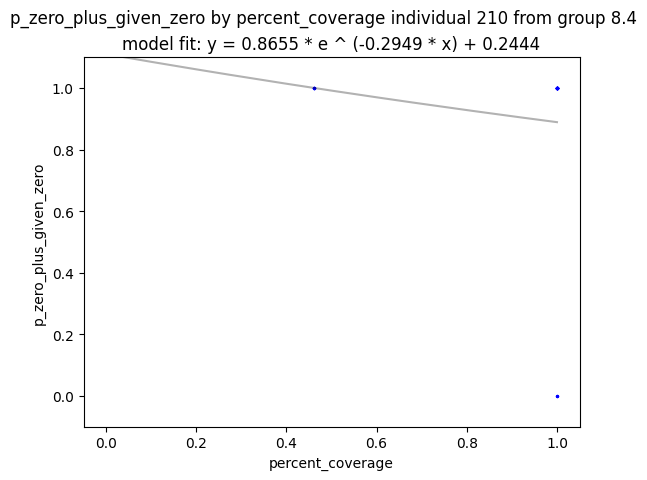 p_zero_plus_given_zero by percent_coverage individual 210 from group 8.4
model fit: y = 0.8655 * e ^ (-0.2949 * x) + 0.2444
1.0
0.8
0.6
0.4
0.2
0.0
p_zero_plus_given_zero
0.0 0.2 0.4 0.6 0.8 1.0
percent_coverage